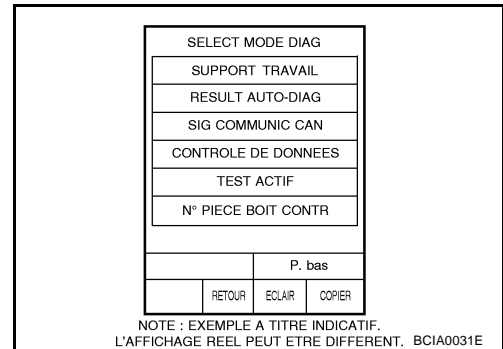 SELECT MODE DIAG
SUPPORT TRAVAIL
RESULT AUTO-DIAG
SIG COMMUNIC CAN
CONTROLE DE DONNEES
TEST ACTIF
N° PIECE BOIT CONTR
P. bas
RETOUR ECLAIR COPIER
NOTE : EXEMPLE A TITRE INDICATIF.
L'AFFICHAGE REEL PEUT ETRE DIFFERENT. BCIA0031E